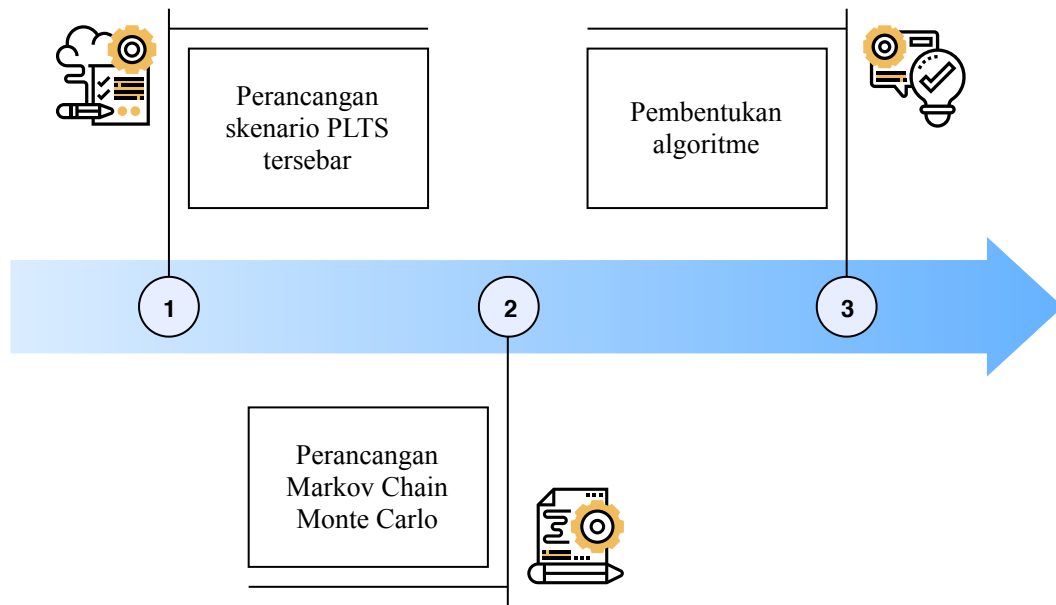 Perancangan
skenario PLTS
tersebar
Pembentukan
algoritme
1
2
3
Perancangan
Markov Chain
Monte Carlo